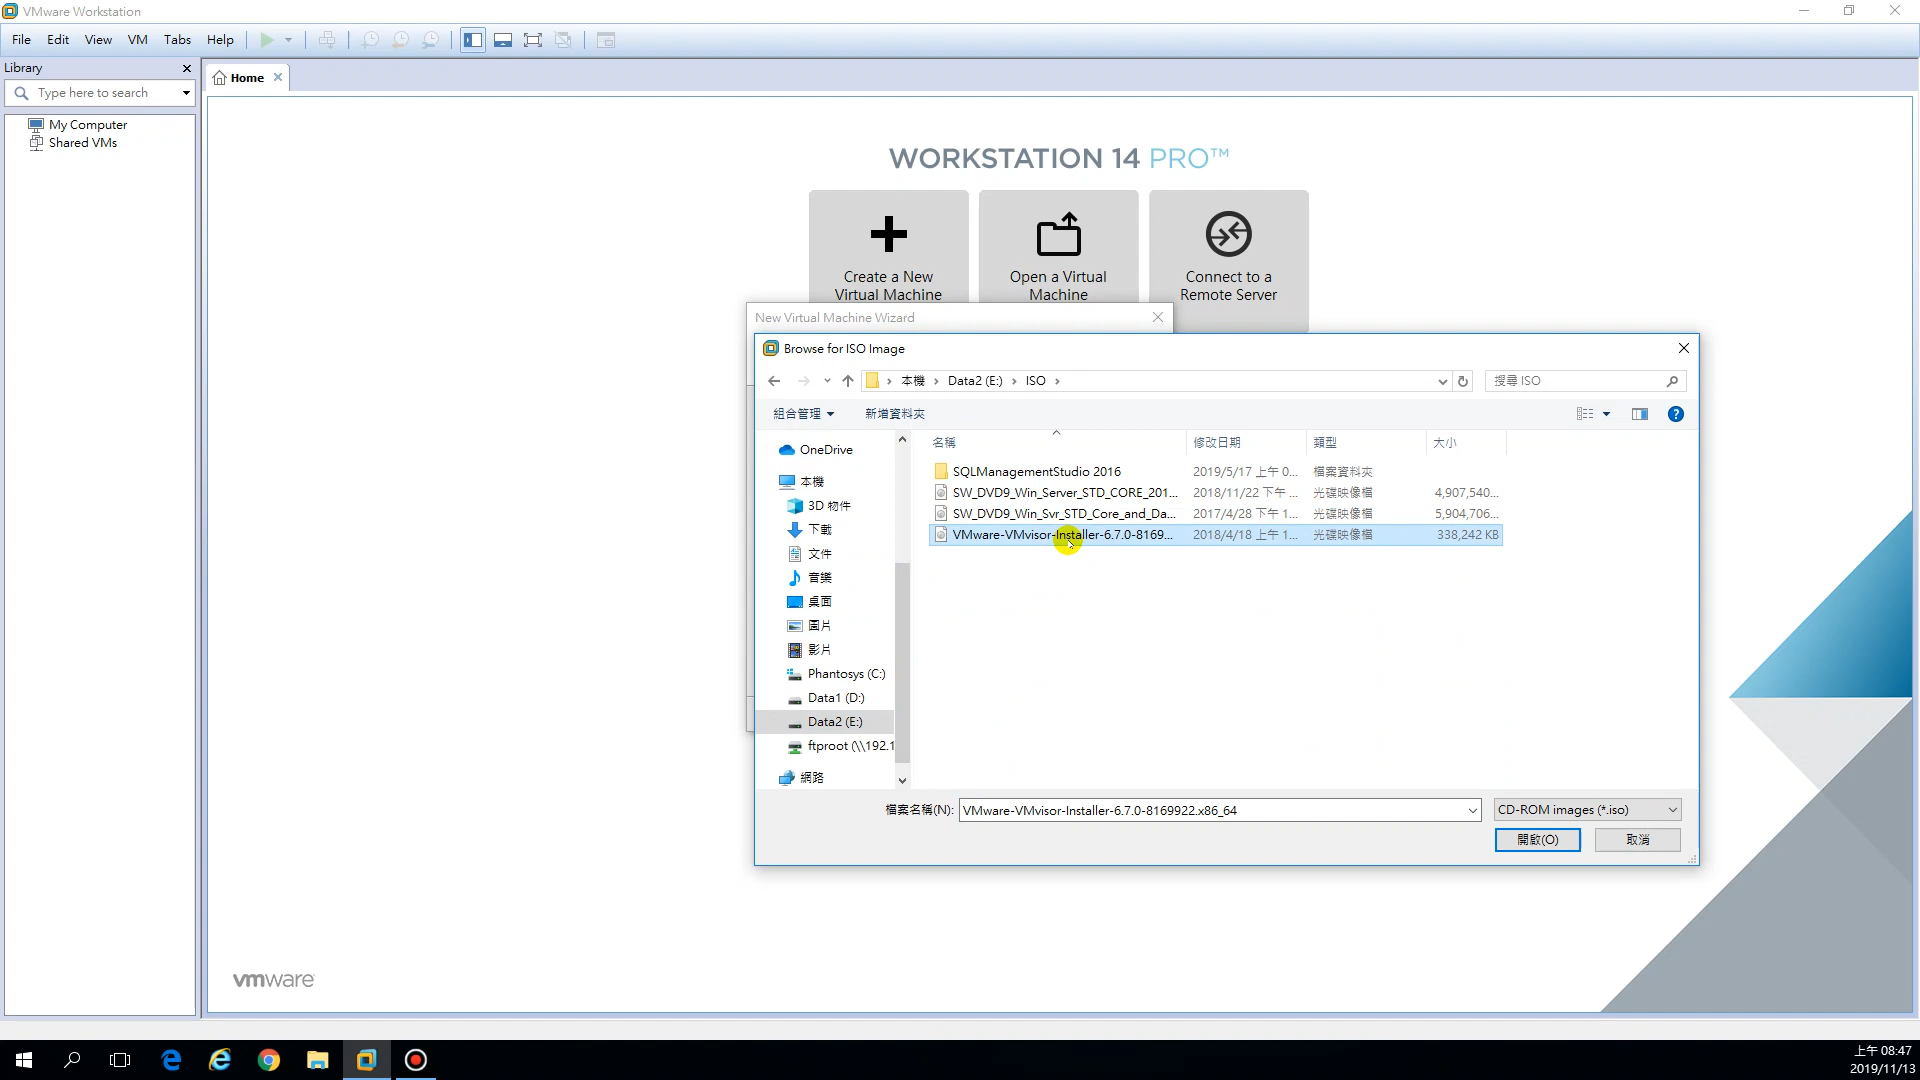 VMware Workstation
File Edit View VM Tabs Help
Library
Type here to search
My Computer
Shared VMs
Home
WORKSTATION 14 PRO™
Create a New
Virtual Machine
Open a Virtual
Machine
Connect to a
Remote Server
New Virtual Machine Wizard
Browse for ISO Image
本機 Data2 (E:) ISO
搜尋 ISO
組合管理 新增資料夾
名稱 修改日期 類型 大小
SQLManagementStudio 2016 2019/5/17 上午 0... 檔案資料夾
SW_DVD9_Win_Server_STD_CORE_201... 2018/11/22 下午 ... 光碟映像檔 4,907,540...
SW_DVD9_Win_Svr_STD_Core_and_Da... 2017/4/28 下午 1... 光碟映像檔 5,904,706...
VMware-VMvisor-Installer-6.7.0-8169... 2018/4/18 上午 1... 光碟映像檔 338,242 KB
OneDrive
本機
3D 物件
下載
文件
音樂
桌面
圖片
影片
Phantosys (C:)
Data1 (D:)
Data2 (E:)
ftproot (\\192.1
網路
檔案名稱(N): VMware-VMvisor-Installer-6.7.0-8169922.x86_64
CD-ROM images (*.iso)
開啟(O) 取消
vmware
上午 08:47
2019/11/13